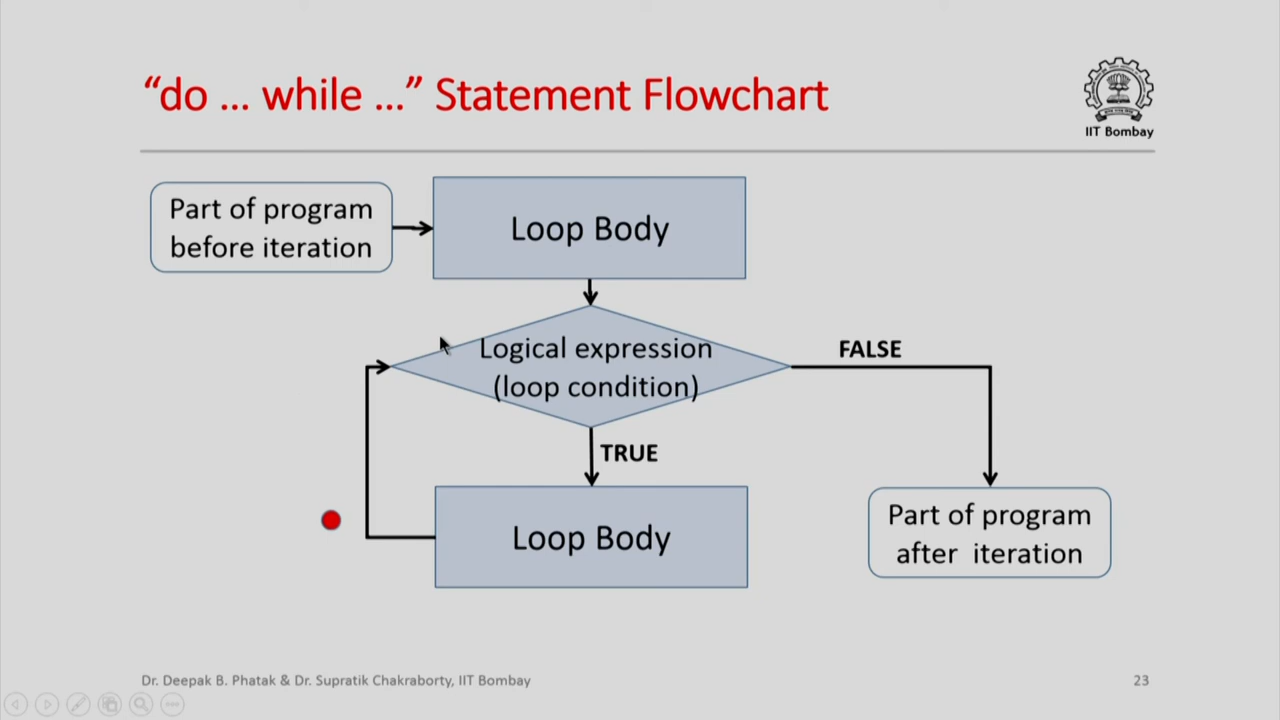 “do ... while ...” Statement Flowchart
IIT Bombay
Part of program
before iteration
Loop Body
Logical expression
(loop condition)
FALSE
TRUE
Loop Body
Part of program
after iteration
Dr. Deepak B. Phatak & Dr. Supratik Chakraborty, IIT Bombay
23